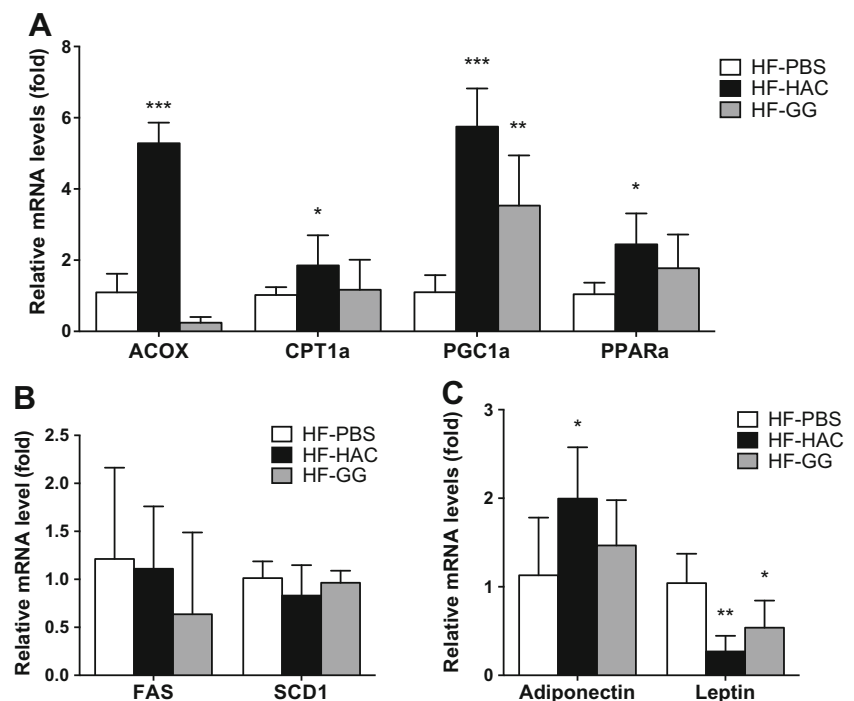 A
Relative mRNA levels (fold)
8
6
4
2
0
***
*
***
**
*
HF-PBS
HF-HAC
HF-GG
ACOX CPT1a PGC1a PPARa
B
Relative mRNA level (fold)
2.5
2.0
1.5
1.0
0.5
0.0
HF-PBS
HF-HAC
HF-GG
FAS SCD1
C
Relative mRNA levels (fold)
3
2
1
0
*
**
*
HF-PBS
HF-HAC
HF-GG
Adiponectin Leptin